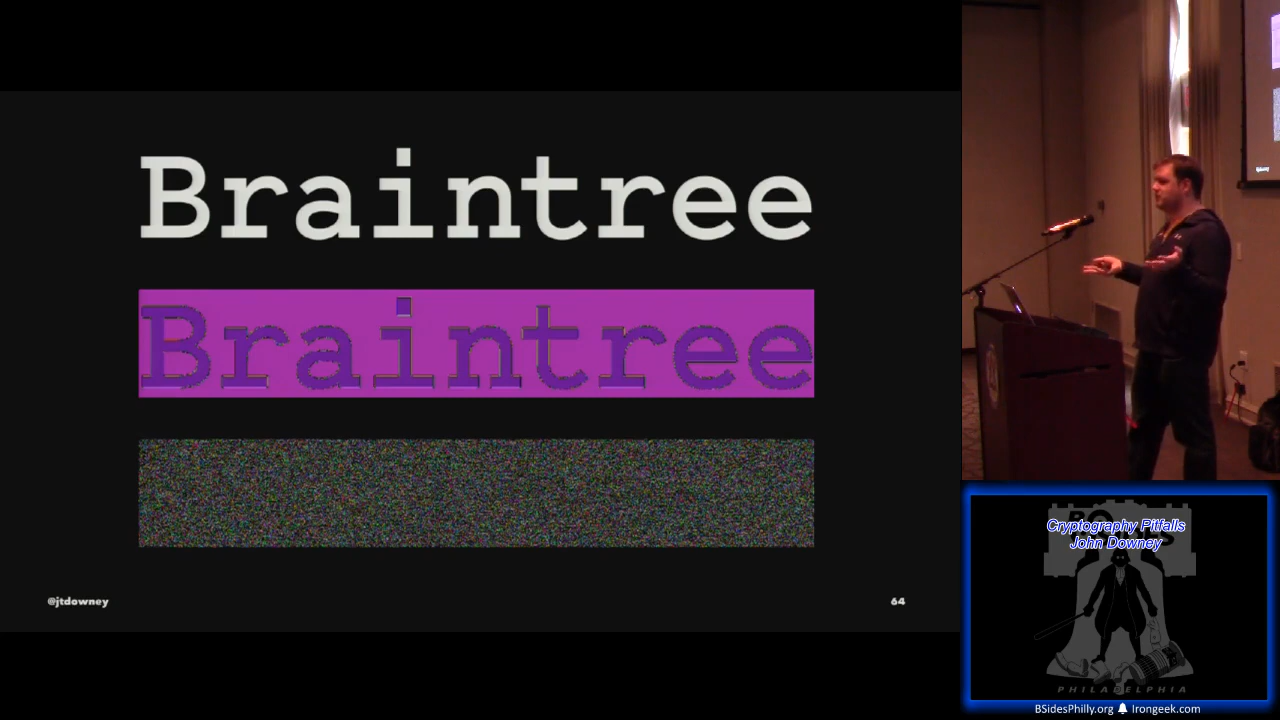 Braintree
Braintree
@jtdowney
64
Cryptography Pitfalls
John Downey
PHILADELPHIA
BSidesPhilly.org Irongeek.com